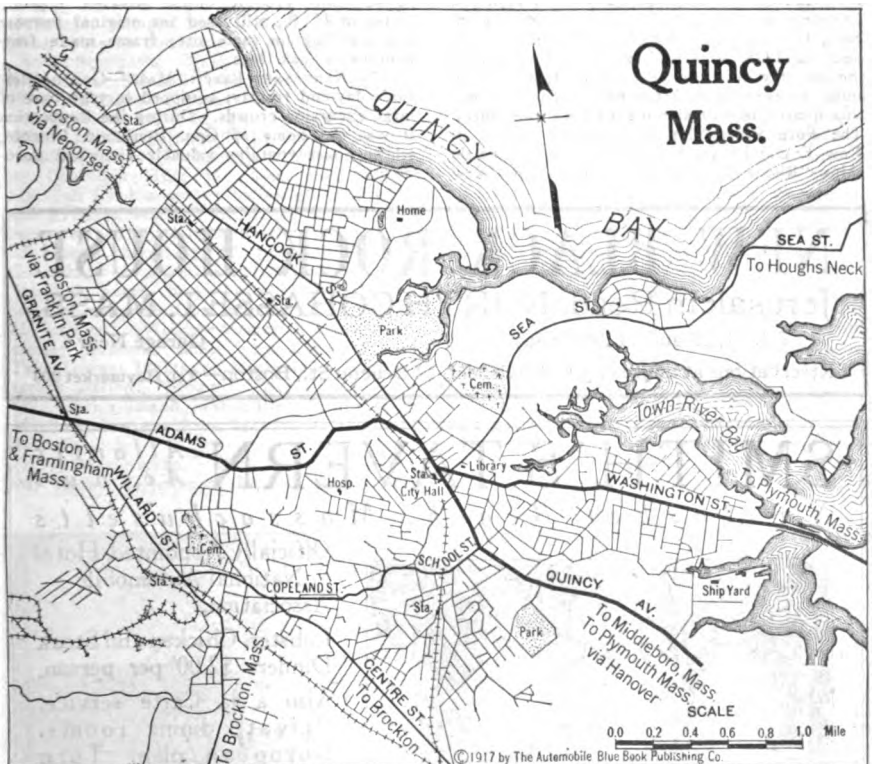 Quincy
Mass.
QUINCY
BAY
To Boston, Mass.
via Neponset
Sta.
Sta.
HANCOCK
ST.
Home
SEA ST.
To Houghs Neck
To Boston, Mass.
via Franklin Park
GRANITE AV.
Sta.
Park
SEA
ST.
Cem.
Town River Bay
Sta.
ADAMS
ST.
To Boston
& Framingham
Mass.
Library
Sta.
City Hall
Hosp.
WASHINGTON ST.
To Plymouth, Mass.
WILLARD ST.
Cem.
SCHOOL ST.
Sta.
COPELAND ST.
QUINCY
AV.
Ship Yard
Sta.
Park
To Middleboro, Mass.
To Plymouth Mass.
via Hanover
To Brockton, Mass.
CENTRE ST.
To Brockton
SCALE
0.0 0.2 0.4 0.6 0.8 1.0 Mile
©1917 by The Automobile Blue Book Publishing Co.